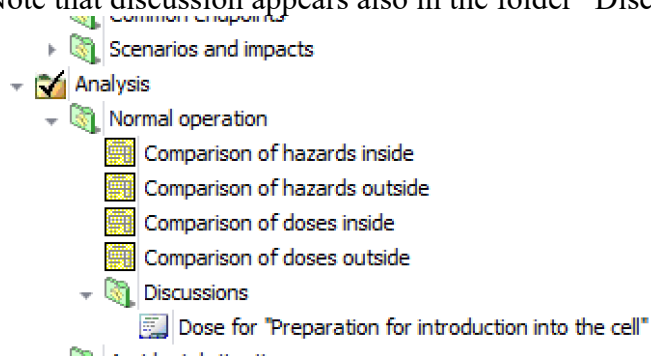 Note that discussion appears also in the folder "Disc
Common endpoints
Scenarios and impacts
Analysis
Normal operation
Comparison of hazards inside
Comparison of hazards outside
Comparison of doses inside
Comparison of doses outside
Discussions
Dose for "Preparation for introduction into the cell"